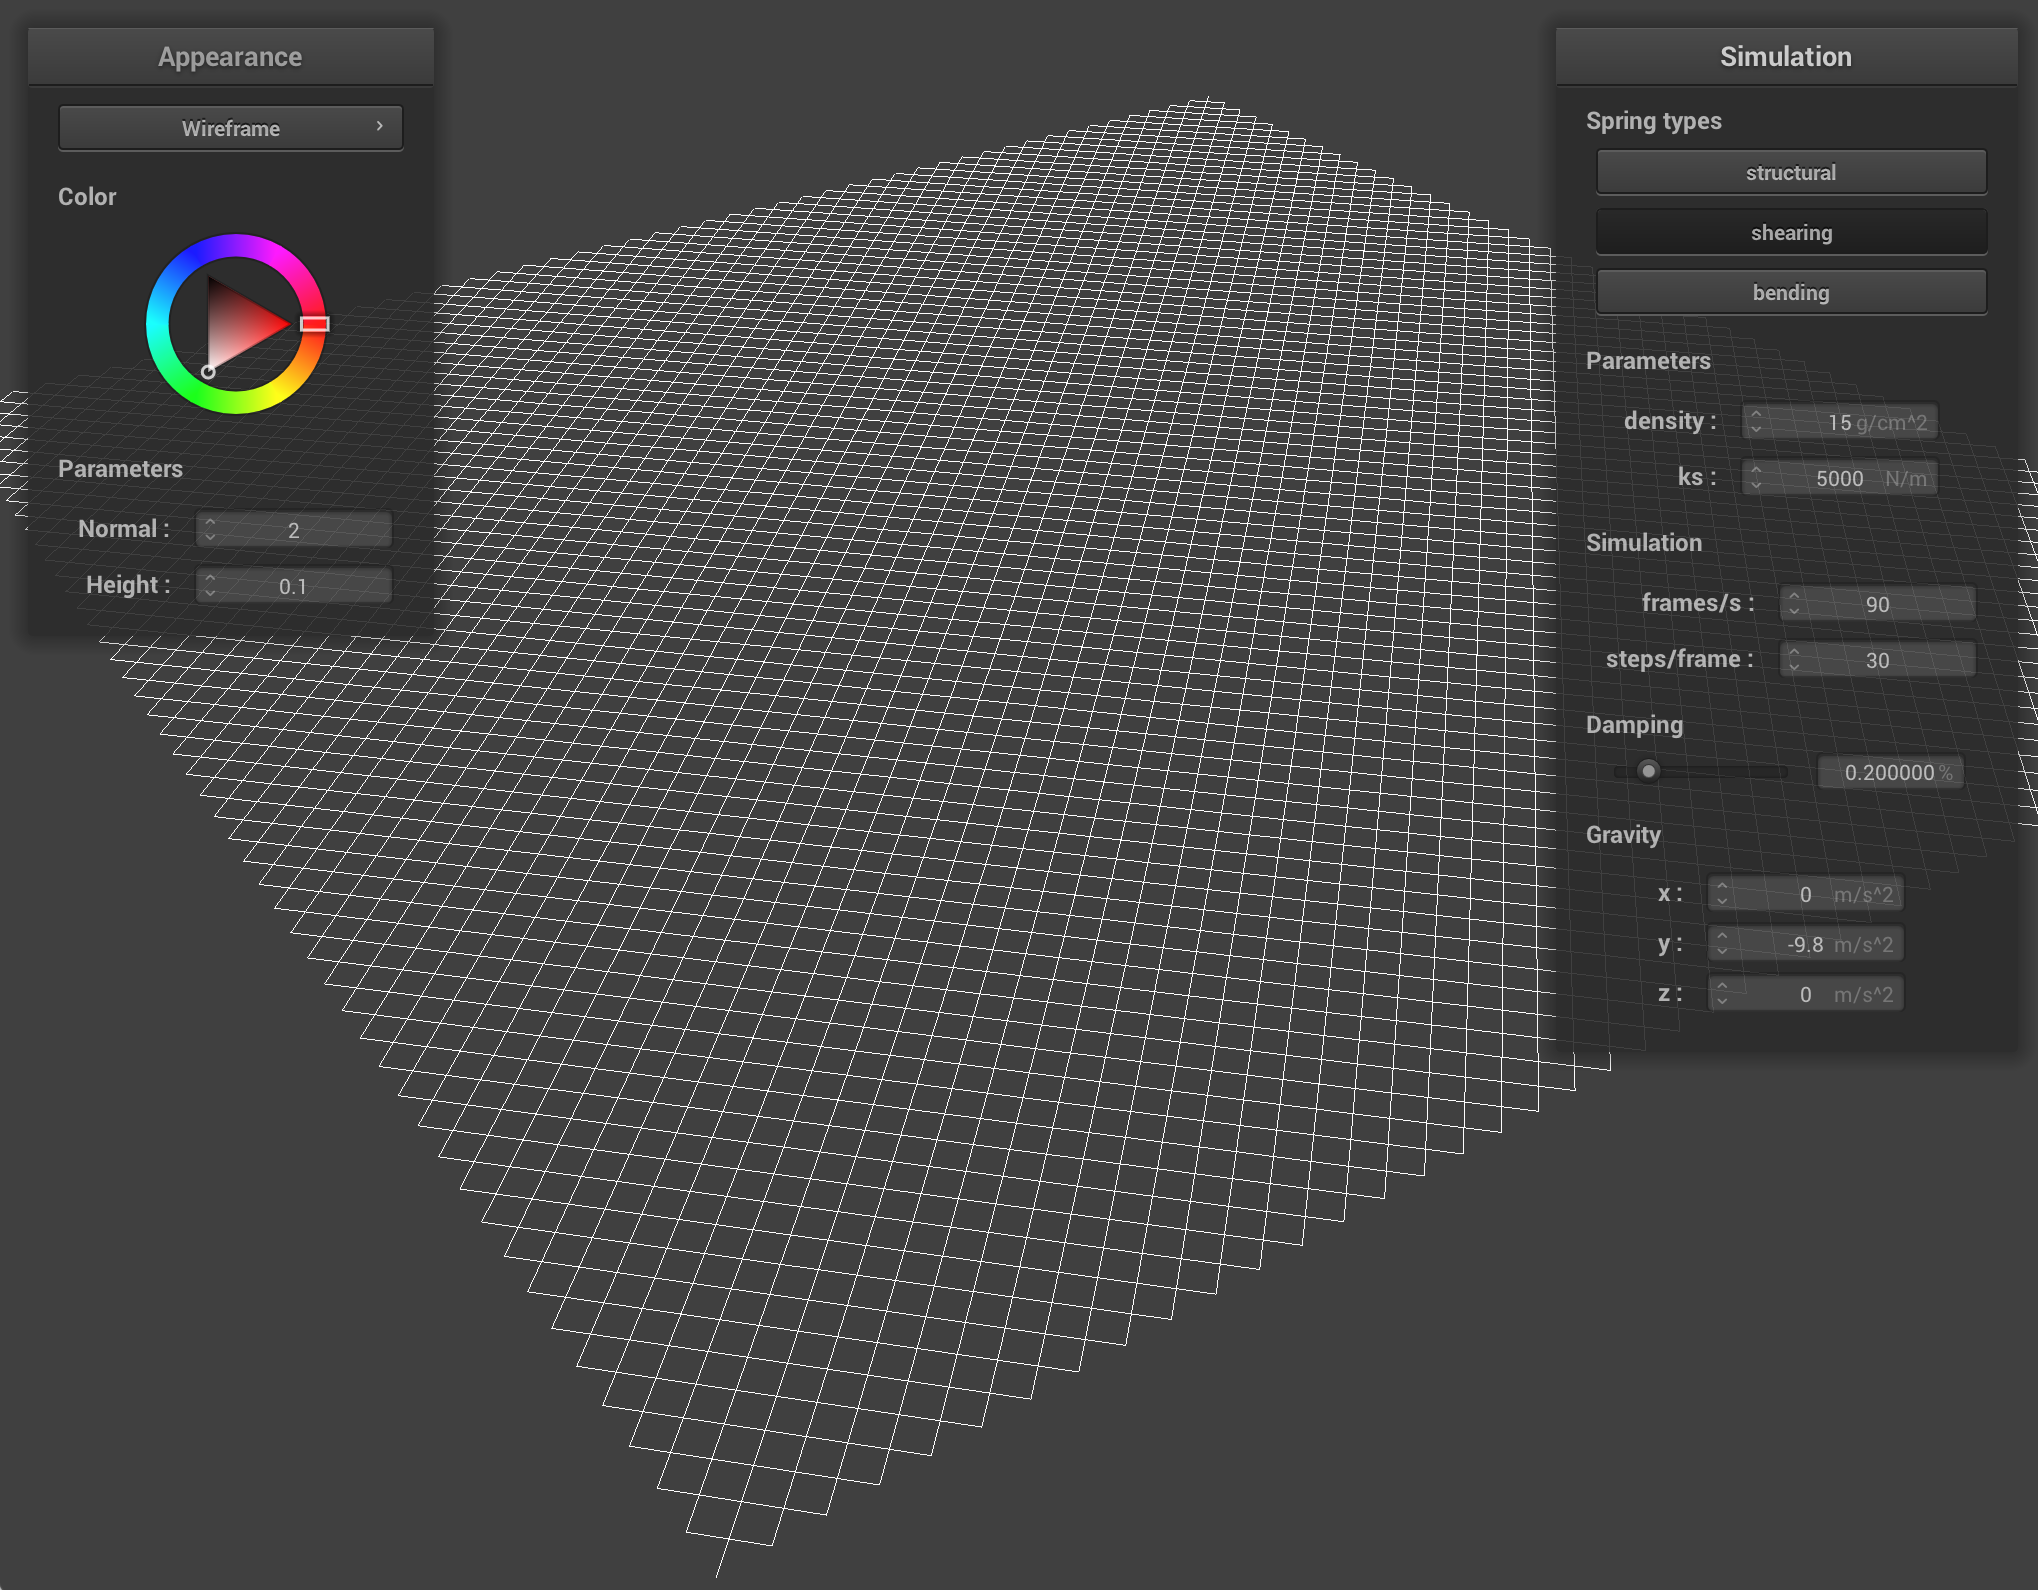 Appearance
Wireframe
Color
Parameters
Normal : 2
Height : 0.1
Simulation
Spring types
structural
shearing
bending
Parameters
density : 15 g/cm^2
ks : 5000 N/m
Simulation
frames/s : 90
steps/frame : 30
Damping
0.200000 %
Gravity
x : 0 m/s^2
y : -9.8 m/s^2
z : 0 m/s^2